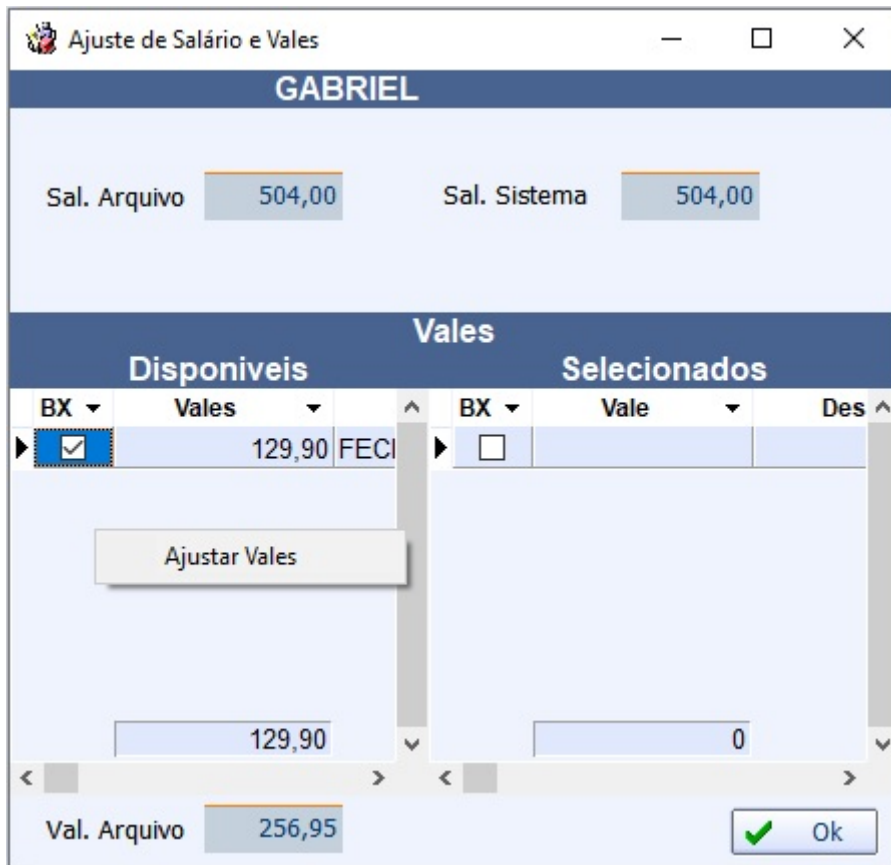 Ajuste de Salário e Vales
GABRIEL
Sal. Arquivo 504,00 Sal. Sistema 504,00
Vales
Disponiveis Selecionados
BX Vales BX Vale Des
129,90 FECI
Ajustar Vales
129,90 0
Val. Arquivo 256,95 Ok